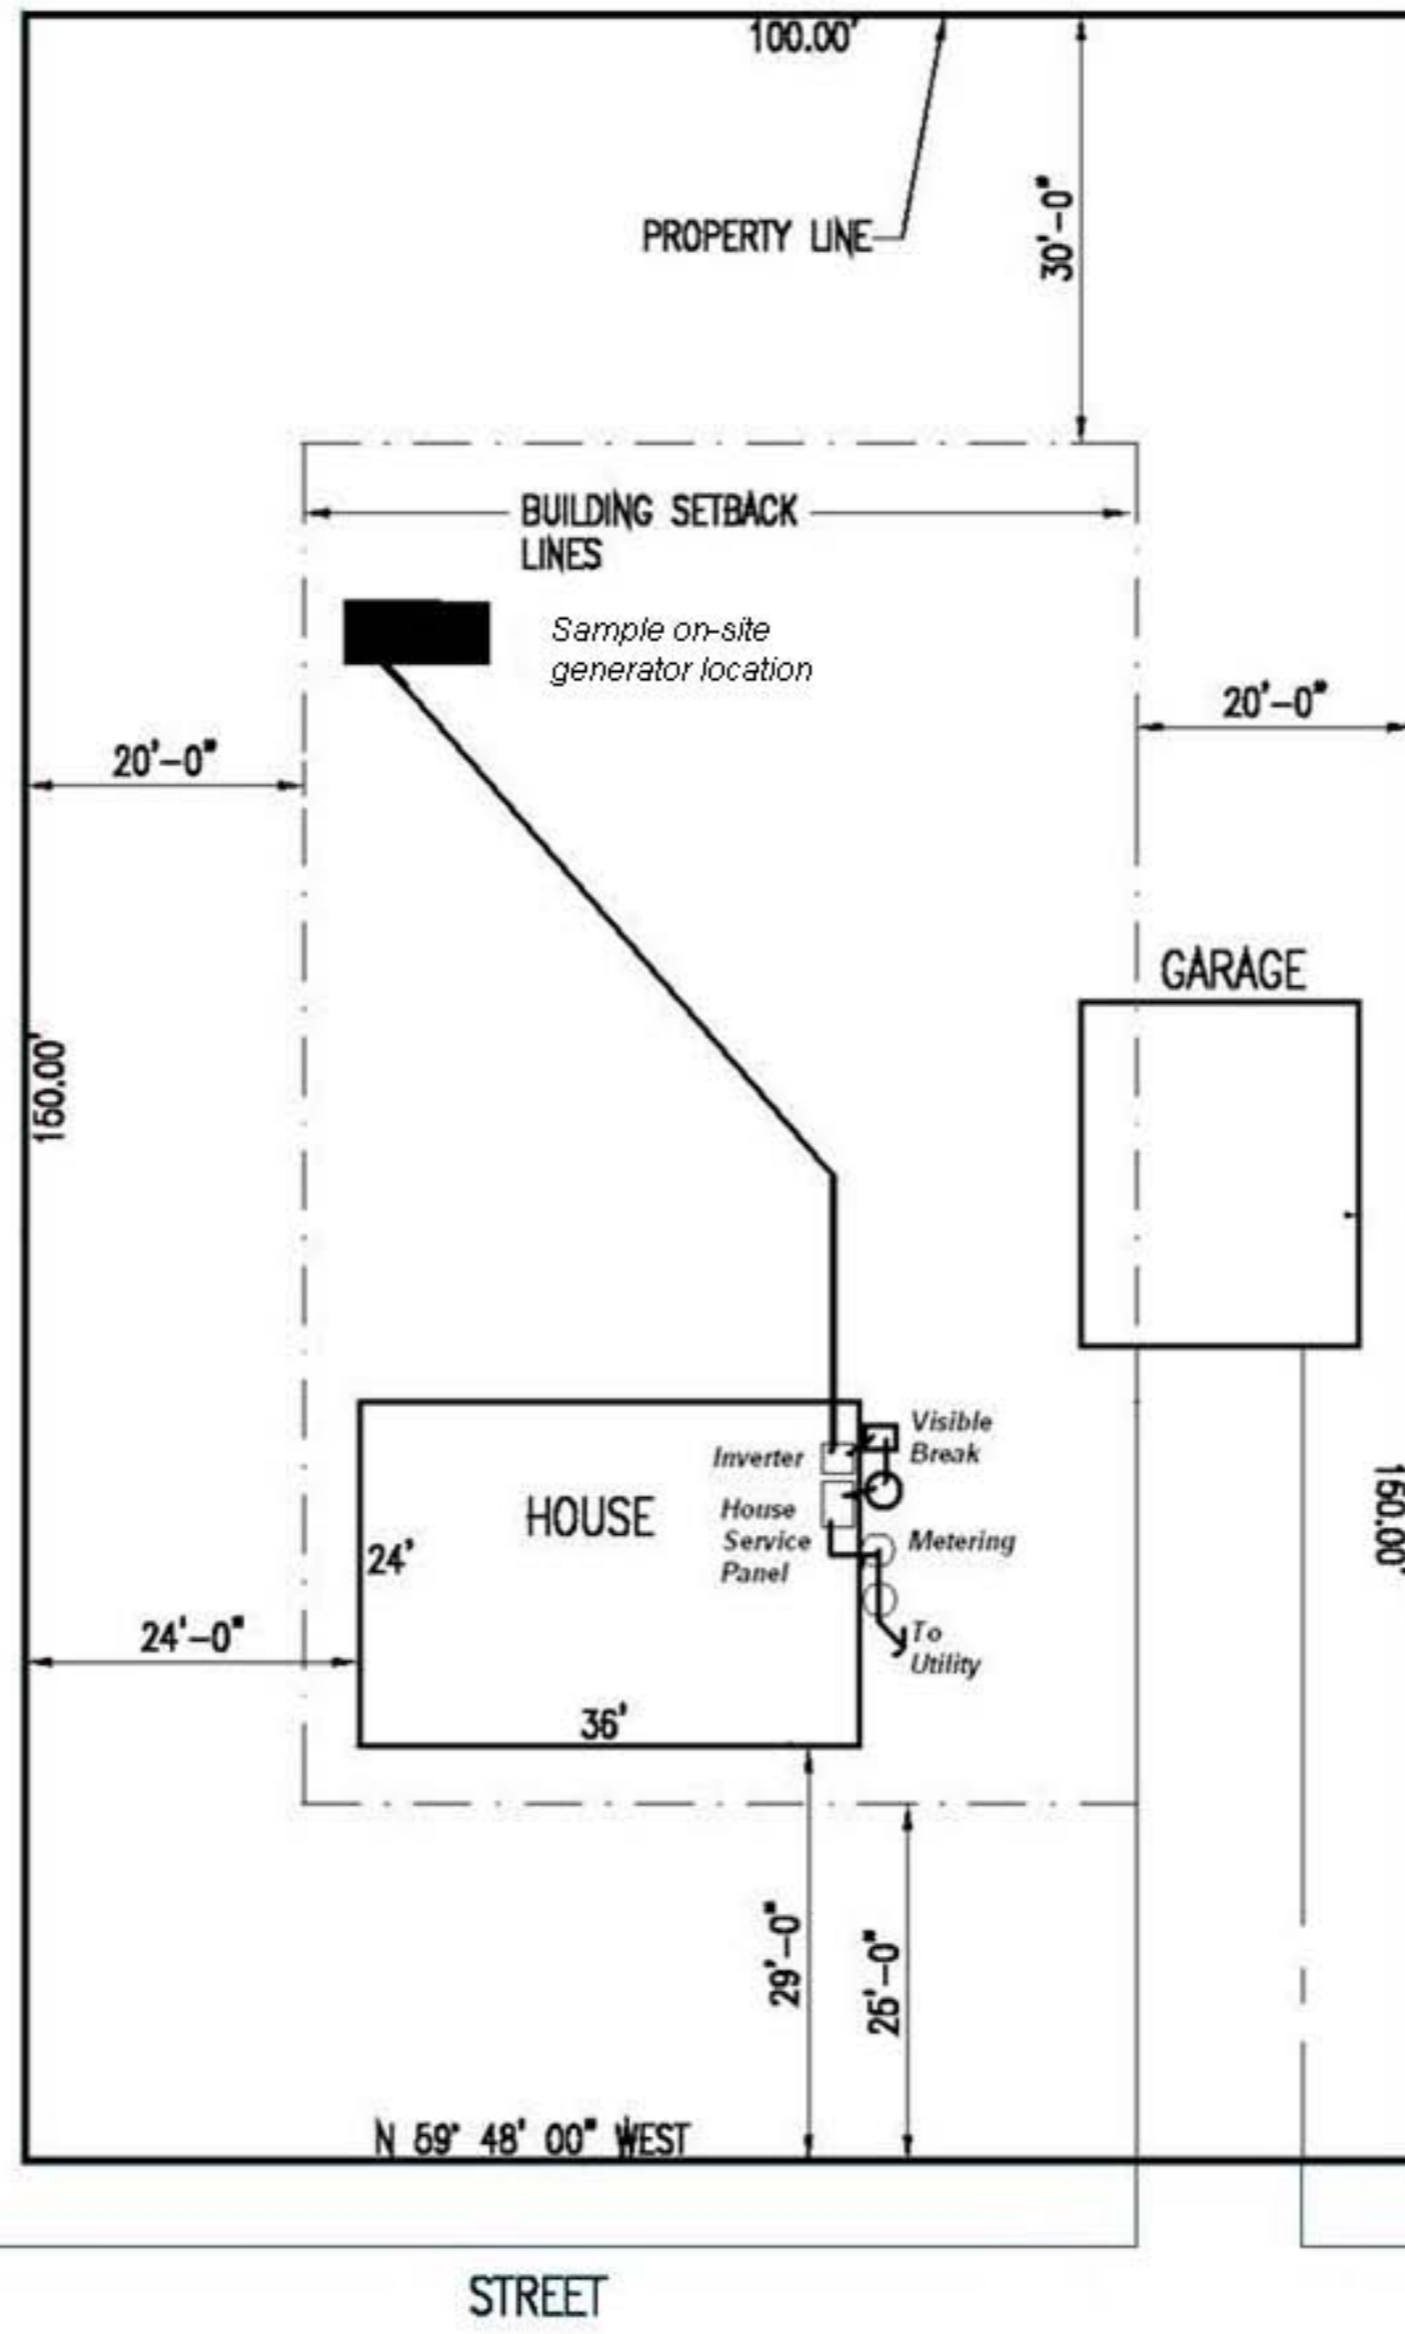 100.00'
PROPERTY LINE
30'-0"
BUILDING SETBACK
LINES
Sample on-site
generator location
20'-0"
20'-0"
GARAGE
150.00'
Visible
Break
Inverter
HOUSE
House
Service
Panel
Metering
24'
150.00'
24'-0"
To
Utility
36'
29'-0"
25'-0"
N 59° 48' 00" WEST
STREET